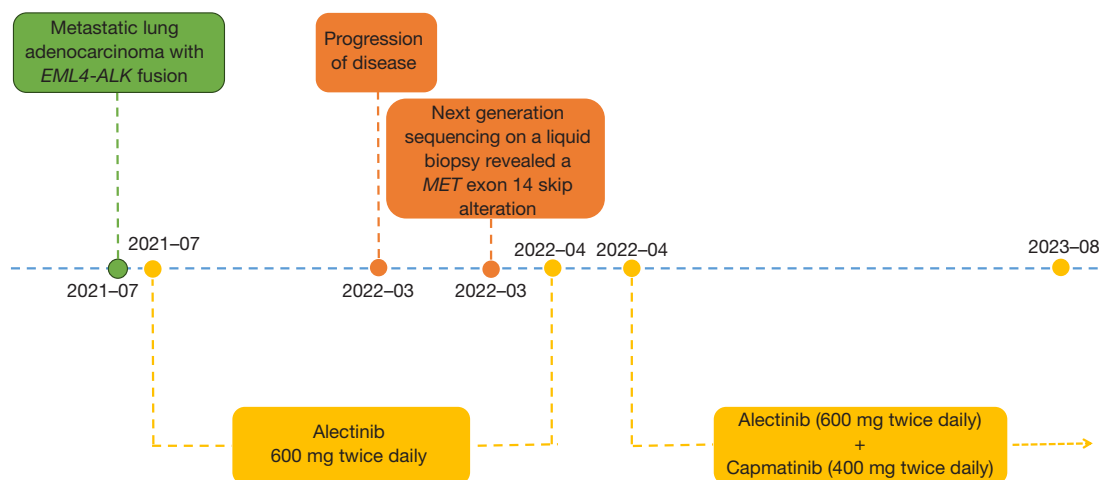 Metastatic lung
adenocarcinoma with
EML4-ALK fusion
Progression
of disease
Next generation
sequencing on a liquid
biopsy revealed a
MET exon 14 skip
alteration
2021–07
2021–07
2022–03
2022–03
2022–04
2022–04
2023–08
Alectinib
600 mg twice daily
Alectinib (600 mg twice daily)
+
Capmatinib (400 mg twice daily)